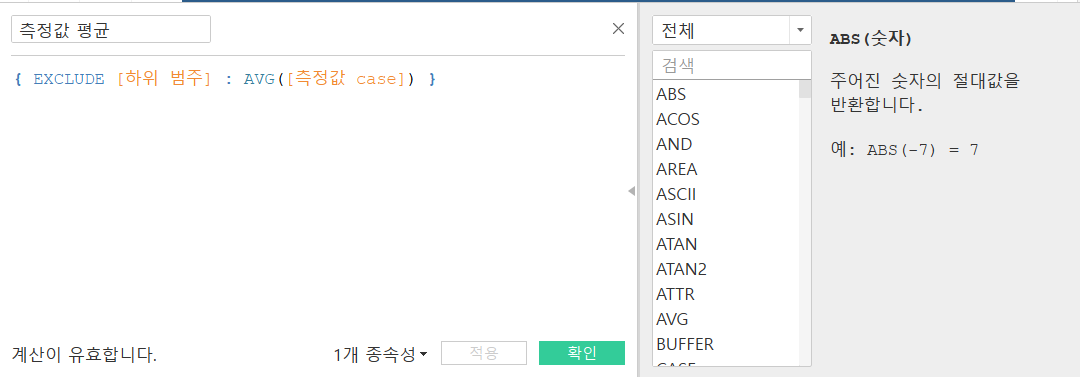 측정값 평균
{ EXCLUDE [하위 범주] : AVG([측정값 case]) }
계산이 유효합니다.
1개 종속성
적용
확인
전체
검색
ABS
ACOS
AND
AREA
ASCII
ASIN
ATAN
ATAN2
ATTR
AVG
BUFFER
CASE
ABS(숫자)
주어진 숫자의 절대값을
반환합니다.
예: ABS(-7) = 7